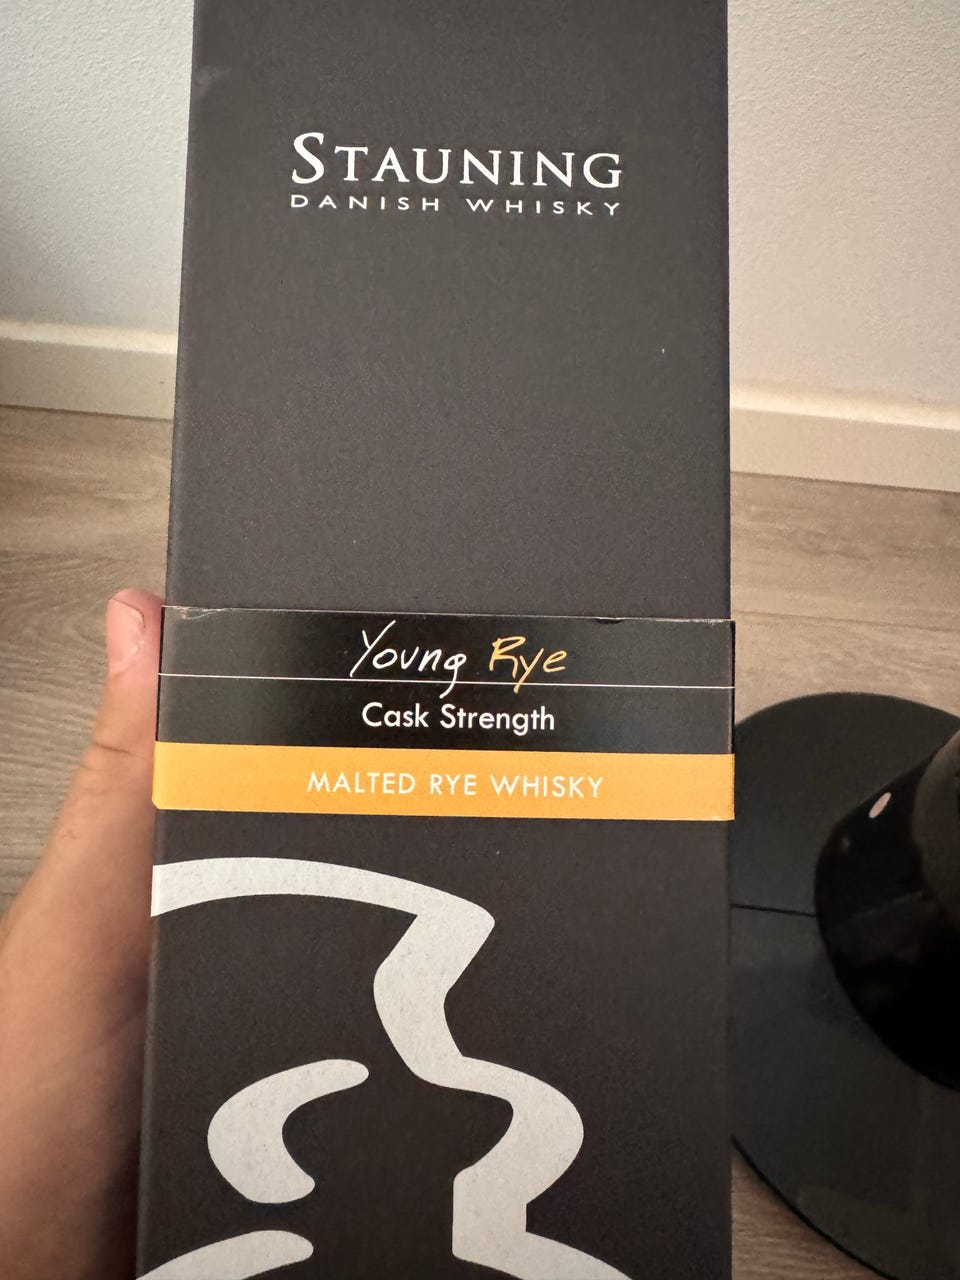 STAUNING
DANISH WHISKY
Young Rye
Cask Strength
MALTED RYE WHISKY